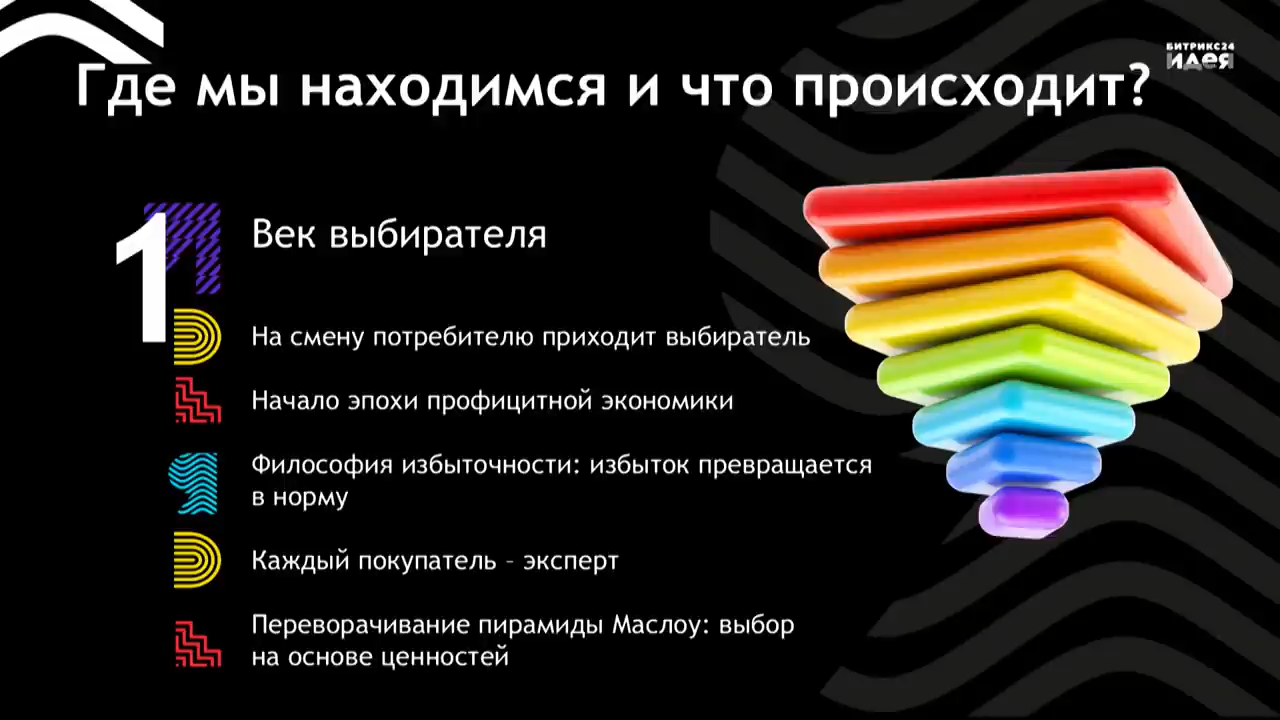 БИТРИКС24
идея
Где мы находимся и что происходит?
1
Век выбирателя
На смену потребителю приходит выбиратель
Начало эпохи профицитной экономики
Философия избыточности: избыток превращается
в норму
Каждый покупатель – эксперт
Переворачивание пирамиды Маслоу: выбор
на основе ценностей